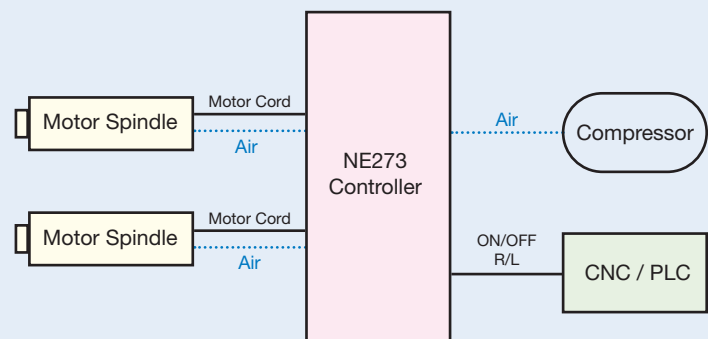 Motor Cord
Motor Spindle
Air
Motor Cord
Motor Spindle
Air
NE273
Controller
Air
Compressor
ON/OFF
R/L
CNC / PLC